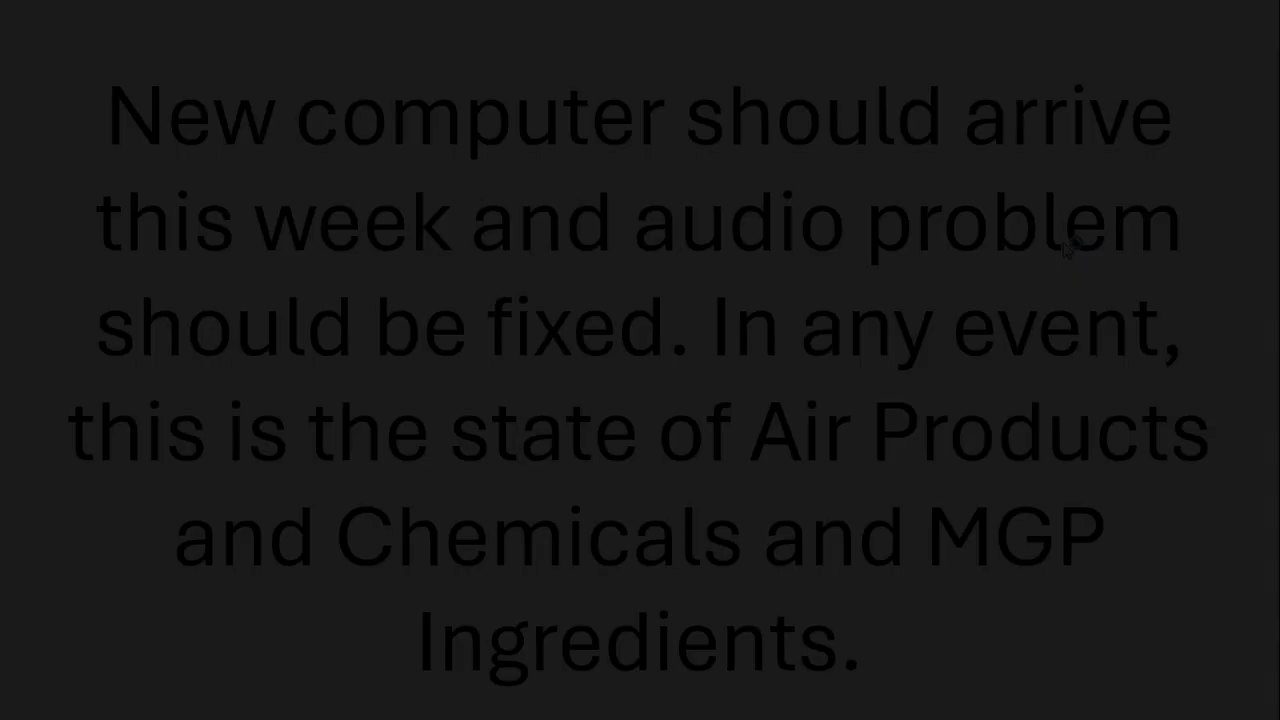 New computer should arrive
this week and audio problem
should be fixed. In any event,
this is the state of Air Products
and Chemicals and MGP
Ingredients.